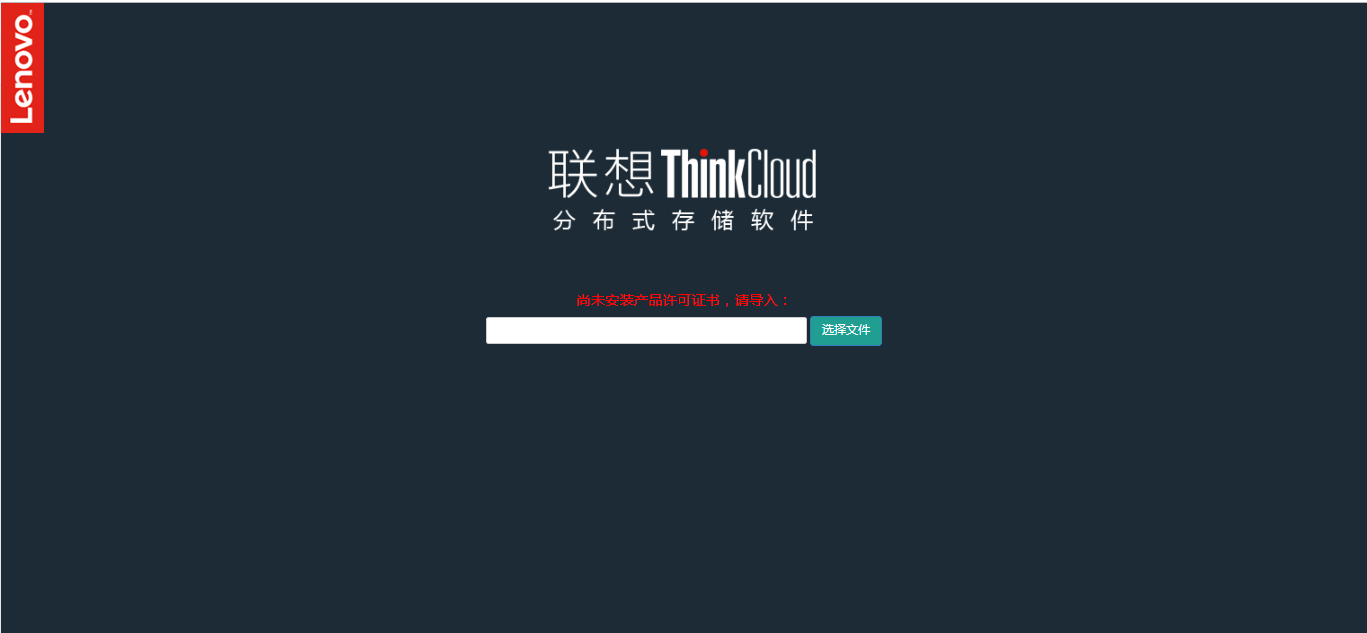 Lenovo™
联想ThinkCloud
分布式存储软件
尚未安装产品许可证书，请导入：
选择文件